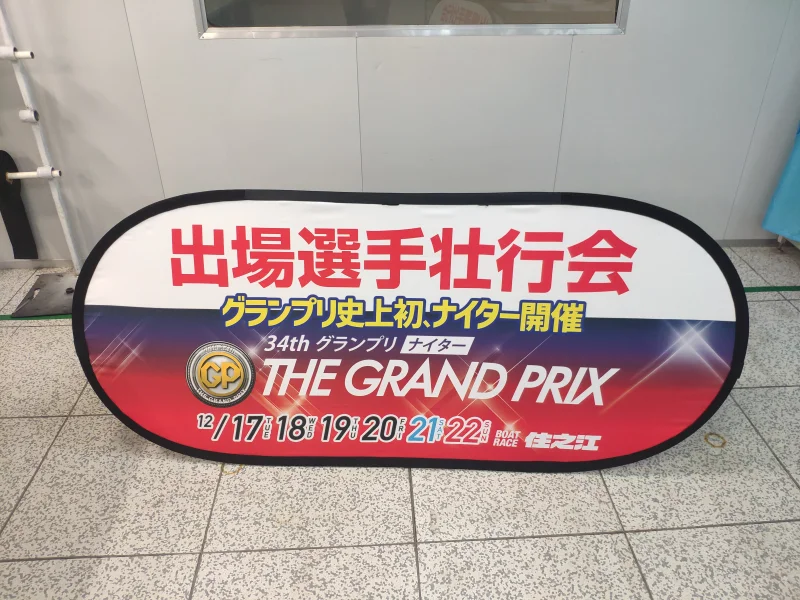 出場選手壮行会
グランプリ史上初、ナイター開催
34th グランプリ ナイター
GP
THE GRAND PRIX
12/17 TUE 18 WED 19 THU 20 FRI 21 SAT 22 SUN BOAT RACE 住之江